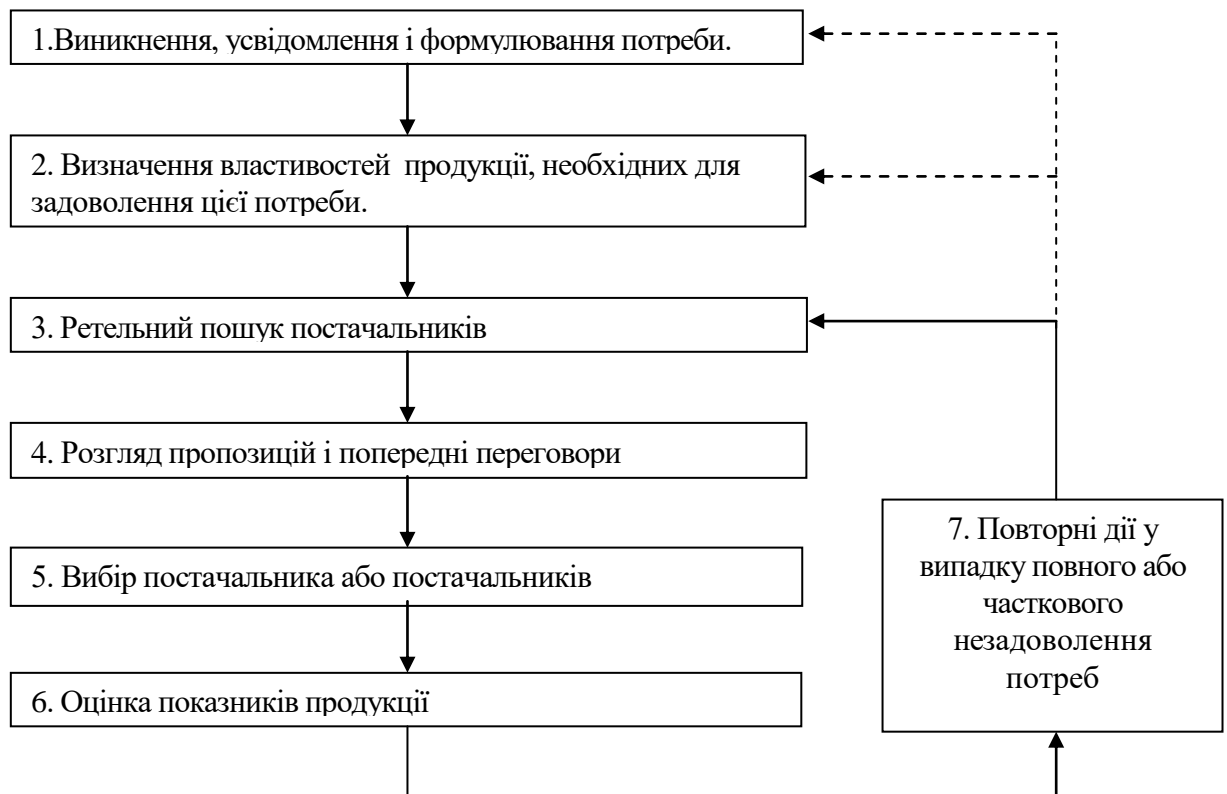 1.Виникнення, усвідомлення і формулювання потреби.
2. Визначення властивостей продукції, необхідних для
задоволення цієї потреби.
3. Ретельний пошук постачальників
4. Розгляд пропозицій і попередні переговори
5. Вибір постачальника або постачальників
6. Оцінка показників продукції
7. Повторні дії у
випадку повного або
часткового
незадоволення
потреб